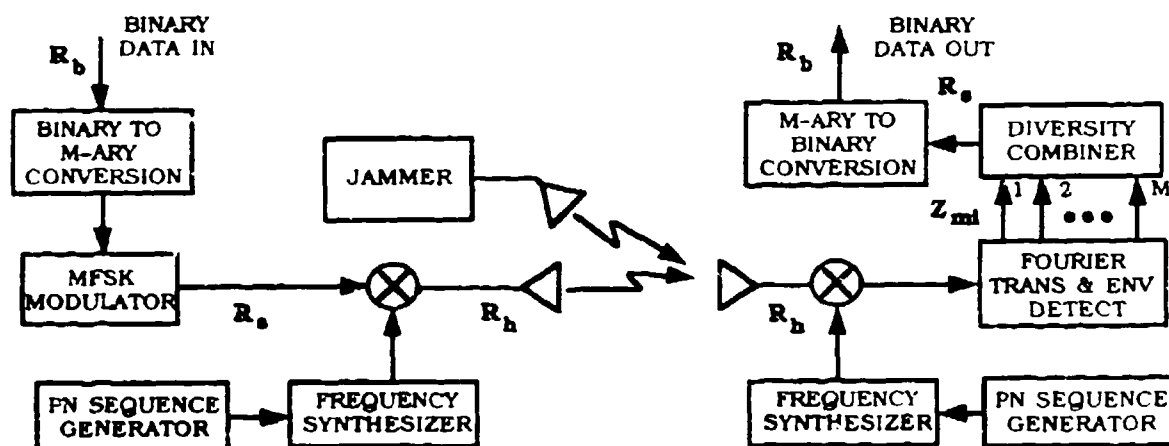 BINARY
DATA IN
R_b
BINARY TO
M-ARY
CONVERSION
MFSK
MODULATOR
R_s
PN SEQUENCE
GENERATOR
FREQUENCY
SYNTHESIZER
JAMMER
R_h
R_h
BINARY
DATA OUT
R_b
M-ARY TO
BINARY
CONVERSION
R_s
DIVERSITY
COMBINER
Z_mi
1 2 ••• M
FOURIER
TRANS & ENV
DETECT
FREQUENCY
SYNTHESIZER
PN SEQUENCE
GENERATOR